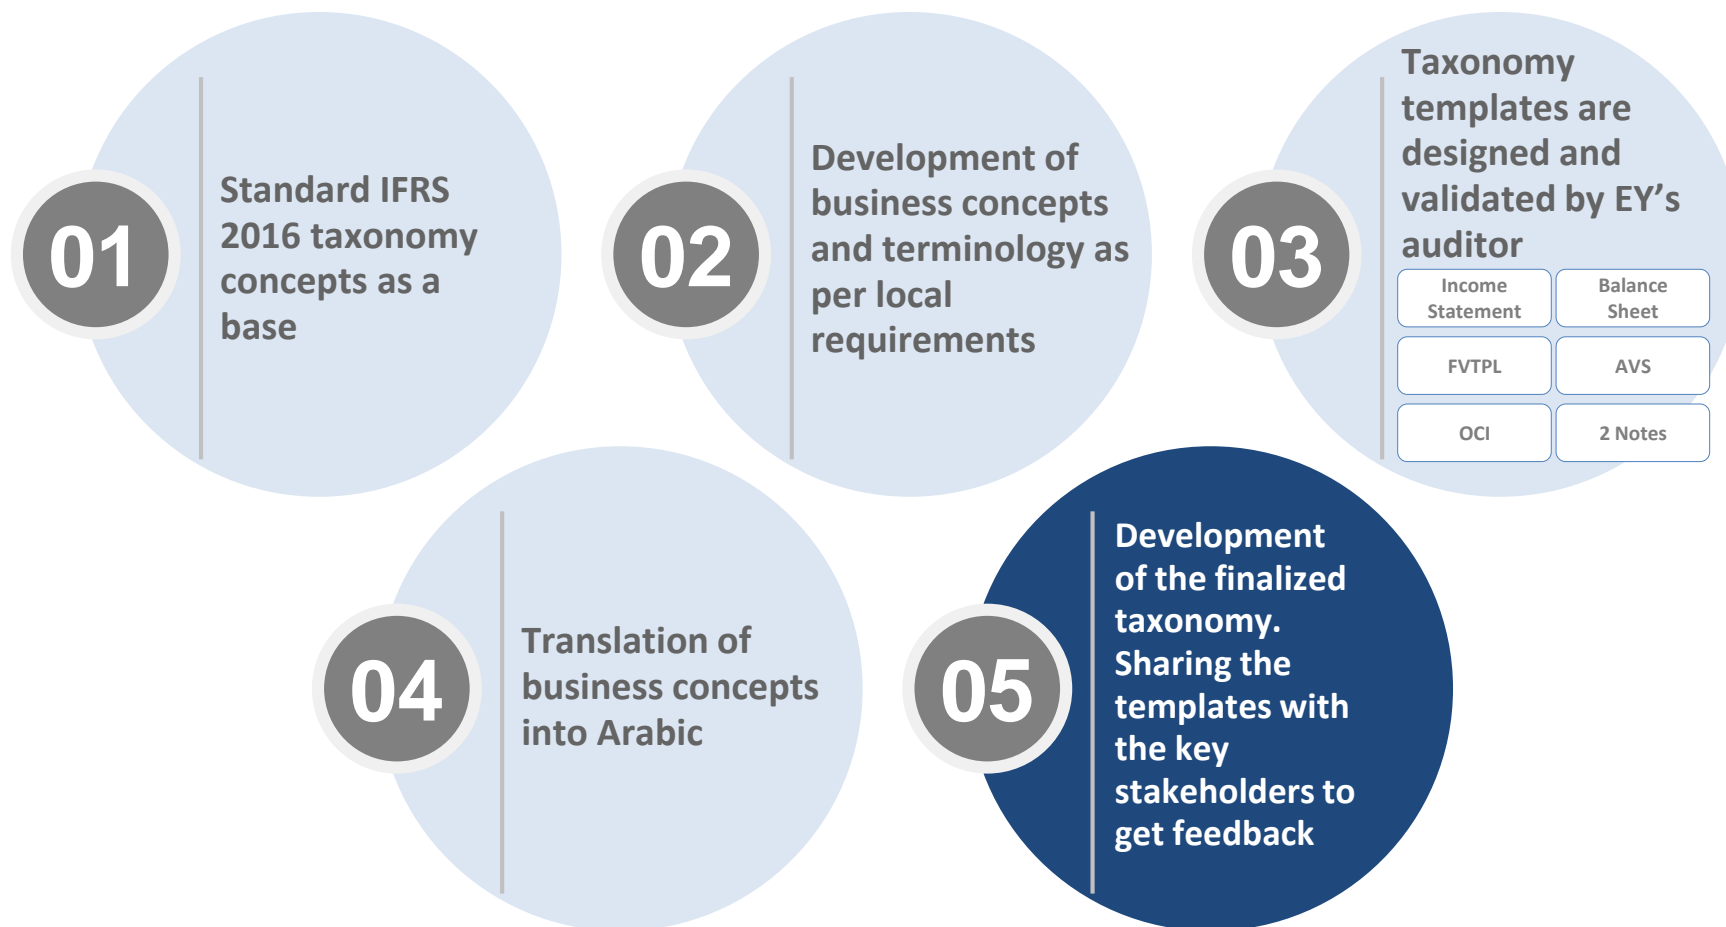 01
Standard IFRS
2016 taxonomy
concepts as a
base
02
Development of
business concepts
and terminology as
per local
requirements
03
Taxonomy
templates are
designed and
validated by EY’s
auditor
Income
Statement
Balance
Sheet
FVTPL
AVS
OCI
2 Notes
04
Translation of
business concepts
into Arabic
05
Development
of the finalized
taxonomy.
Sharing the
templates with
the key
stakeholders to
get feedback